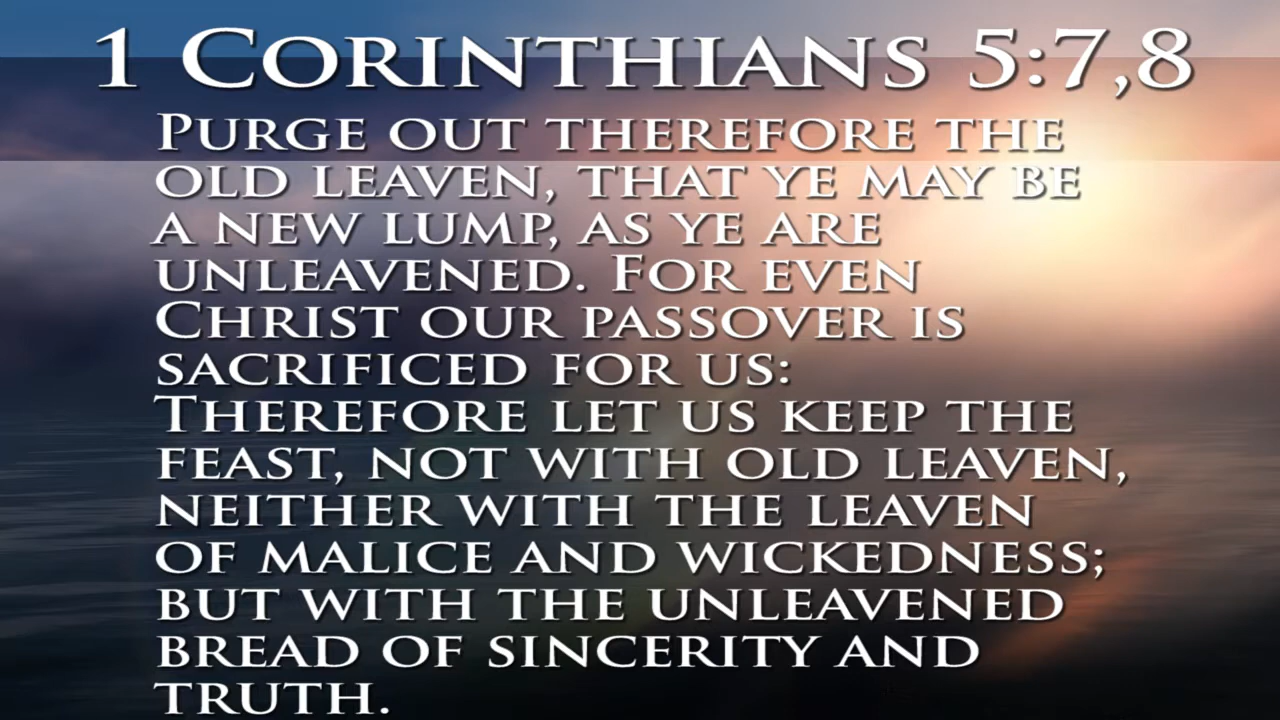 1 Corinthians 5:7,8
Purge out therefore the
old leaven, that ye may be
a new lump, as ye are
unleavened. For even
Christ our passover is
sacrificed for us:
Therefore let us keep the
feast, not with old leaven,
neither with the leaven
of malice and wickedness;
but with the unleavened
bread of sincerity and
truth.